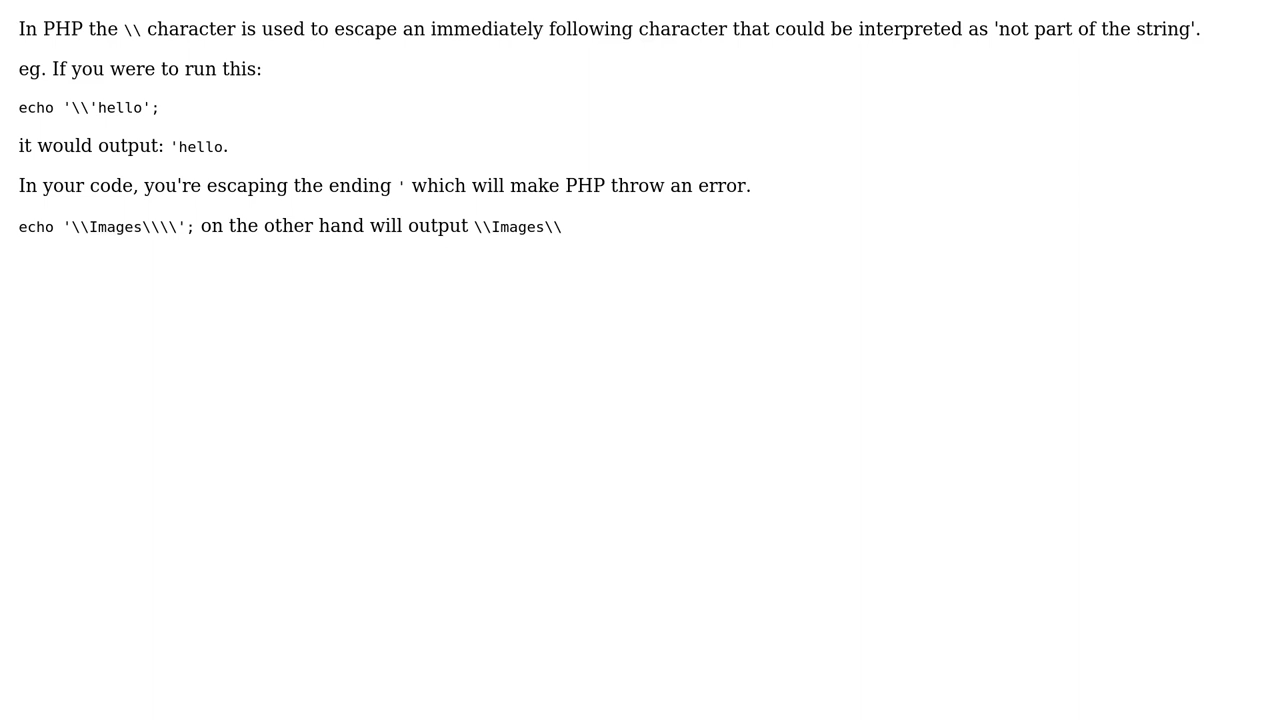 In PHP the \\ character is used to escape an immediately following character that could be interpreted as 'not part of the string'.
eg. If you were to run this:
echo '\\'hello';
it would output: 'hello.
In your code, you're escaping the ending ' which will make PHP throw an error.
echo '\\Images\\\\'; on the other hand will output \\Images\\